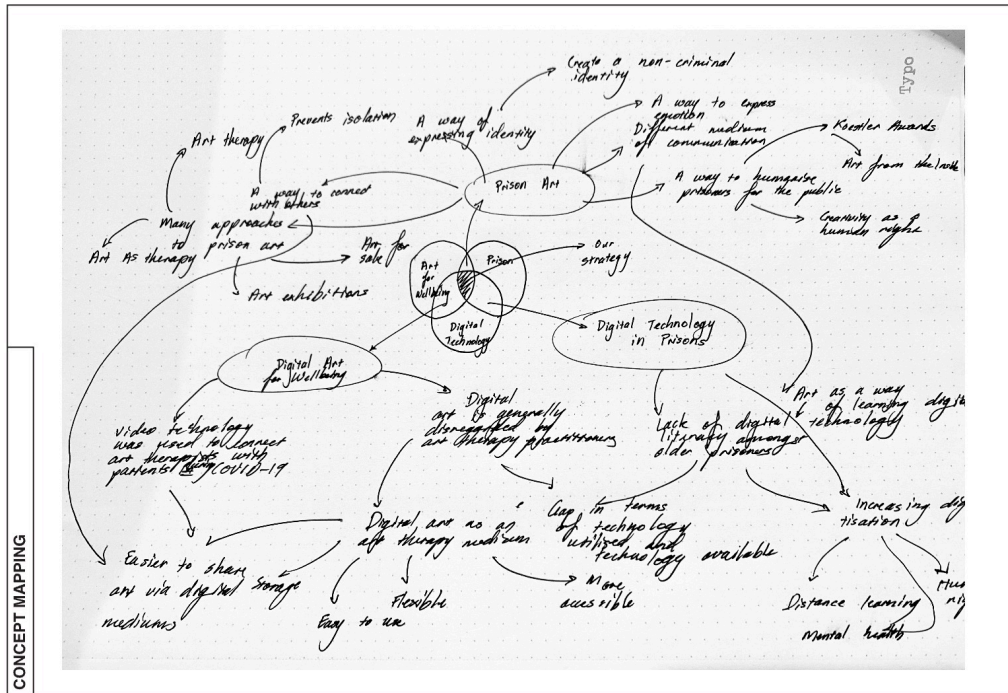 CONCEPT MAPPING
Typo
Create a non-criminal
identity
Prevents isolation
A way of
expressing identity
A way to express
emotion
Different medium
of communication
Koestler Awards
Art therapy
Art from the
Prison Art
A way to humanise
prisoners for the public
A way to connect
with others
Creativity as a
human right
Many approaches
to prison art
Art As therapy
Art for
sale
Our
strategy
Art
for
Wellbeing
Prison
Art exhibitions
Digital
Technology
Digital Technology
in Prisons
Digital Art
for Wellbeing
Digital
art is generally
disregarded by
art therapy practitioners
Art as a way
of learning digi
technology
Lack of digital
literacy amongst
older prisoners
video technology
was used to connect
art therapists with
patients during COVID-19
Increasing dig
tisation
Gap in terms
of technology
utilised and
technology available
Digital art as an
art therapy medium
Easier to share
art via digital
mediums
Storage
More
accesrible
Flexible
Easy to use
Distance learning
Mental health